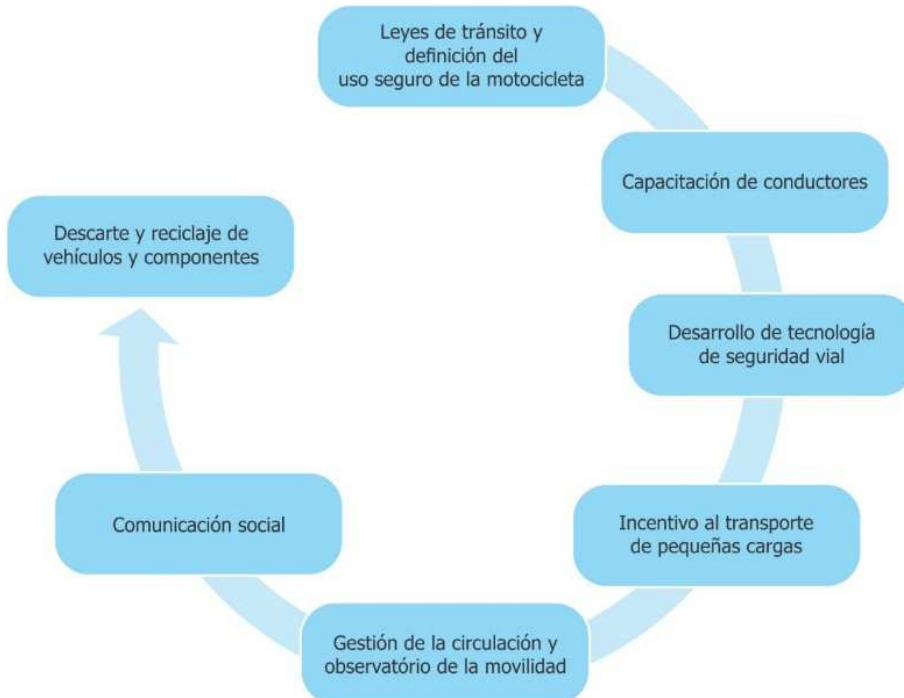 Leyes de tránsito y
definición del
uso seguro de la motocicleta
Capacitación de conductores
Desarrollo de tecnología
de seguridad vial
Incentivo al transporte
de pequeñas cargas
Gestión de la circulación y
observatório de la movilidad
Comunicación social
Descarte y reciclaje de
vehículos y componentes